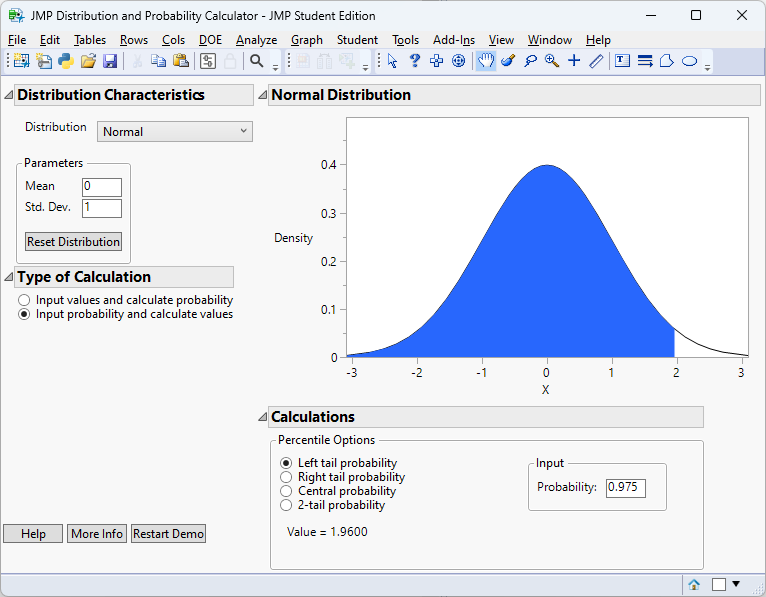 JMP Distribution and Probability Calculator - JMP Student Edition
File Edit Tables Rows Cols DOE Analyze Graph Student Tools Add-Ins View Window Help
Distribution Characteristics
Distribution Normal
Parameters
Mean 0
Std. Dev. 1
Reset Distribution
Type of Calculation
Input values and calculate probability
Input probability and calculate values
Help More Info Restart Demo
Normal Distribution
0.4
0.3
Density
0.2
0.1
0
-3 -2 -1 0 1 2 3
X
Calculations
Percentile Options
Left tail probability
Right tail probability
Central probability
2-tail probability
Value = 1.9600
Input
Probability: 0.975